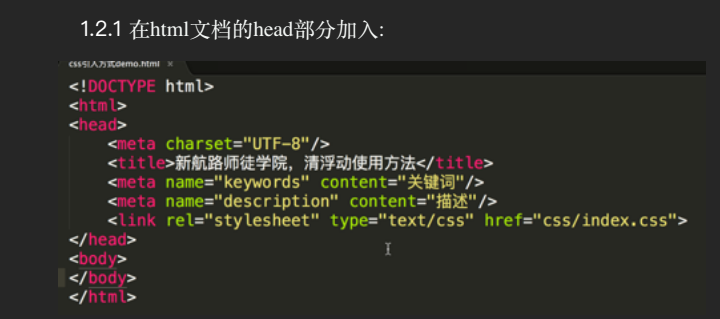 1.2.1 在html文档的head部分加入:
css引入方式demo.html ×
<!DOCTYPE html>
<html>
<head>
<meta charset="UTF-8"/>
<title>新航路师徒学院，清浮动使用方法</title>
<meta name="keywords" content="关键词"/>
<meta name="description" content="描述"/>
<link rel="stylesheet" type="text/css" href="css/index.css">
</head>
<body>
</body>
</html>